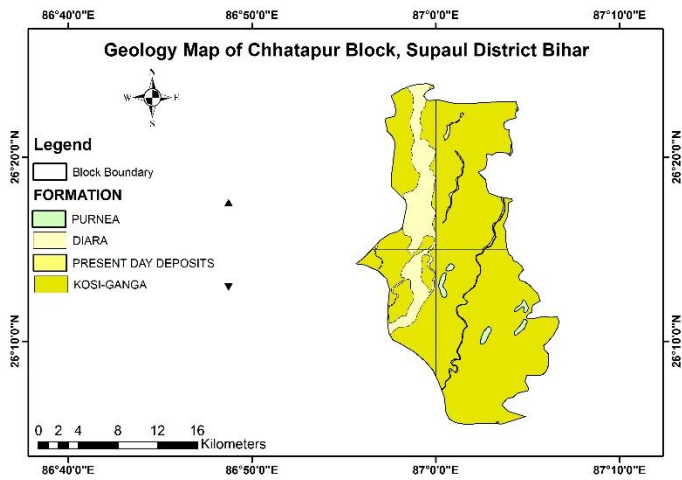 86°40'0"E 86°50'0"E 87°0'0"E 87°10'0"E
Geology Map of Chhatapur Block, Supaul District Bihar
N
W E
S
Legend
Block Boundary
FORMATION
PURNEA
DIARA
PRESENT DAY DEPOSITS
KOSI-GANGA
26°20'0"N 26°20'0"N
26°10'0"N 26°10'0"N
0 2 4 8 12 16
Kilometers
86°40'0"E 86°50'0"E 87°0'0"E 87°10'0"E